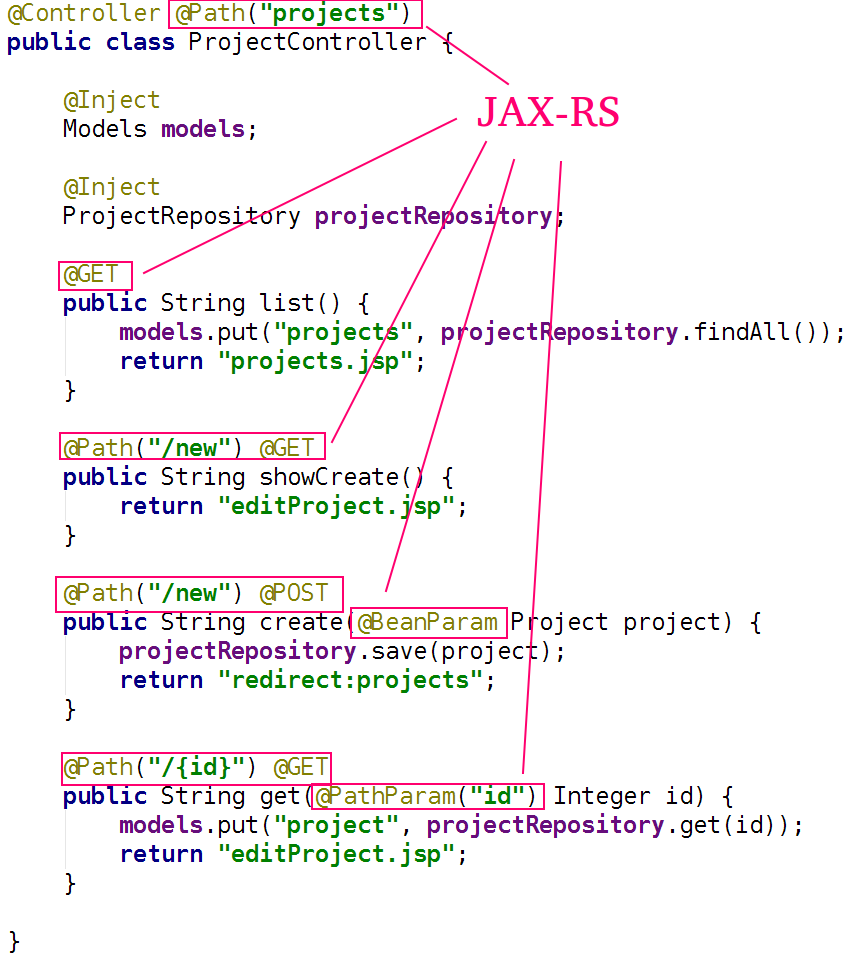 @Controller @Path("projects")
public class ProjectController {
JAX-RS
@Inject
Models models;
@Inject
ProjectRepository projectRepository;
@GET
public String list() {
models.put("projects", projectRepository.findAll());
return "projects.jsp";
}
@Path("/new") @GET
public String showCreate() {
return "editProject.jsp";
}
@Path("/new") @POST
public String create(@BeanParam Project project) {
projectRepository.save(project);
return "redirect:projects";
}
@Path("/{id}") @GET
public String get(@PathParam("id") Integer id) {
models.put("project", projectRepository.get(id));
return "editProject.jsp";
}
}